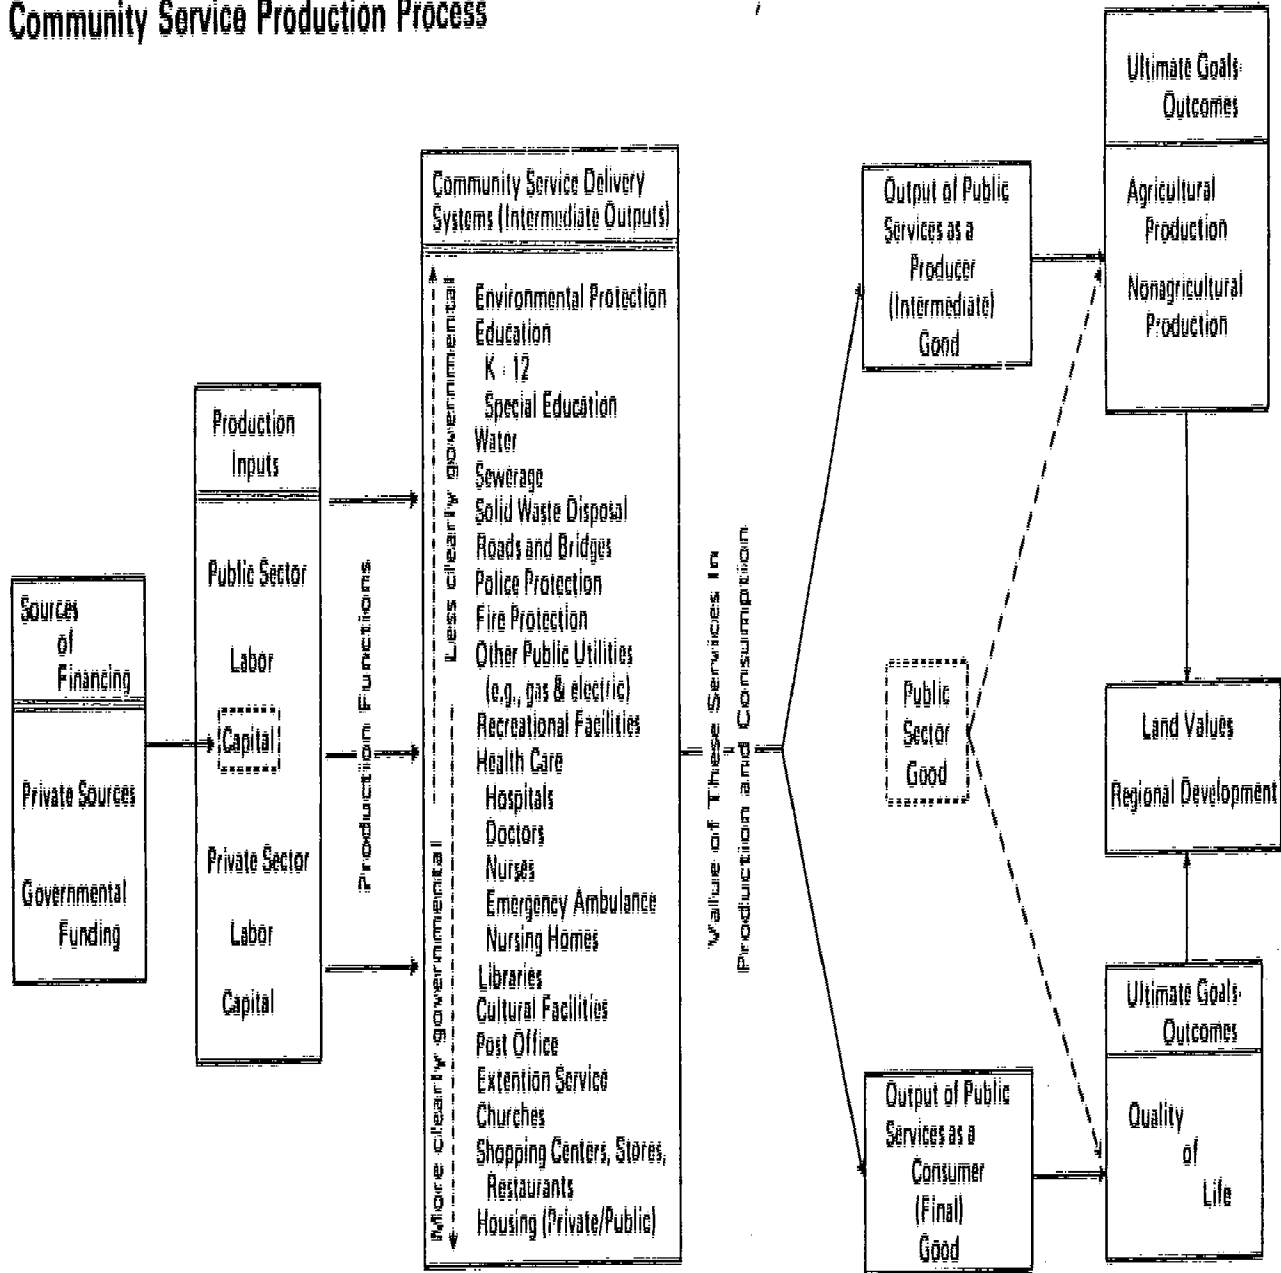 Community Service Production Process
Sources
of
Financing
Private Sources
Governmental
Funding
Production
Inputs
Public Sector
Labor
Capital
Private Sector
Labor
Capital
Production Functions
Community Service Delivery
Systems (Intermediate Outputs)
Less clearly governmental
More clearly governmental
Environmental Protection
Education
K - 12
Special Education
Water
Sewerage
Solid Waste Disposal
Roads and Bridges
Police Protection
Fire Protection
Other Public Utilities
(e.g., gas & electric)
Recreational Facilities
Health Care
Hospitals
Doctors
Nurses
Emergency Ambulance
Nursing Homes
Libraries
Cultural Facilities
Post Office
Extention Service
Churches
Shopping Centers, Stores,
Restaurants
Housing (Private/Public)
Value of These Services In
Production and Consumption
Output of Public
Services as a
Producer
(Intermediate)
Good
Public
Sector
Good
Output of Public
Services as a
Consumer
(Final)
Good
Ultimate Goals-
Outcomes
Agricultural
Production
Nonagricultural
Production
Land Values
Regional Development
Ultimate Goals-
Outcomes
Quality
of
Life